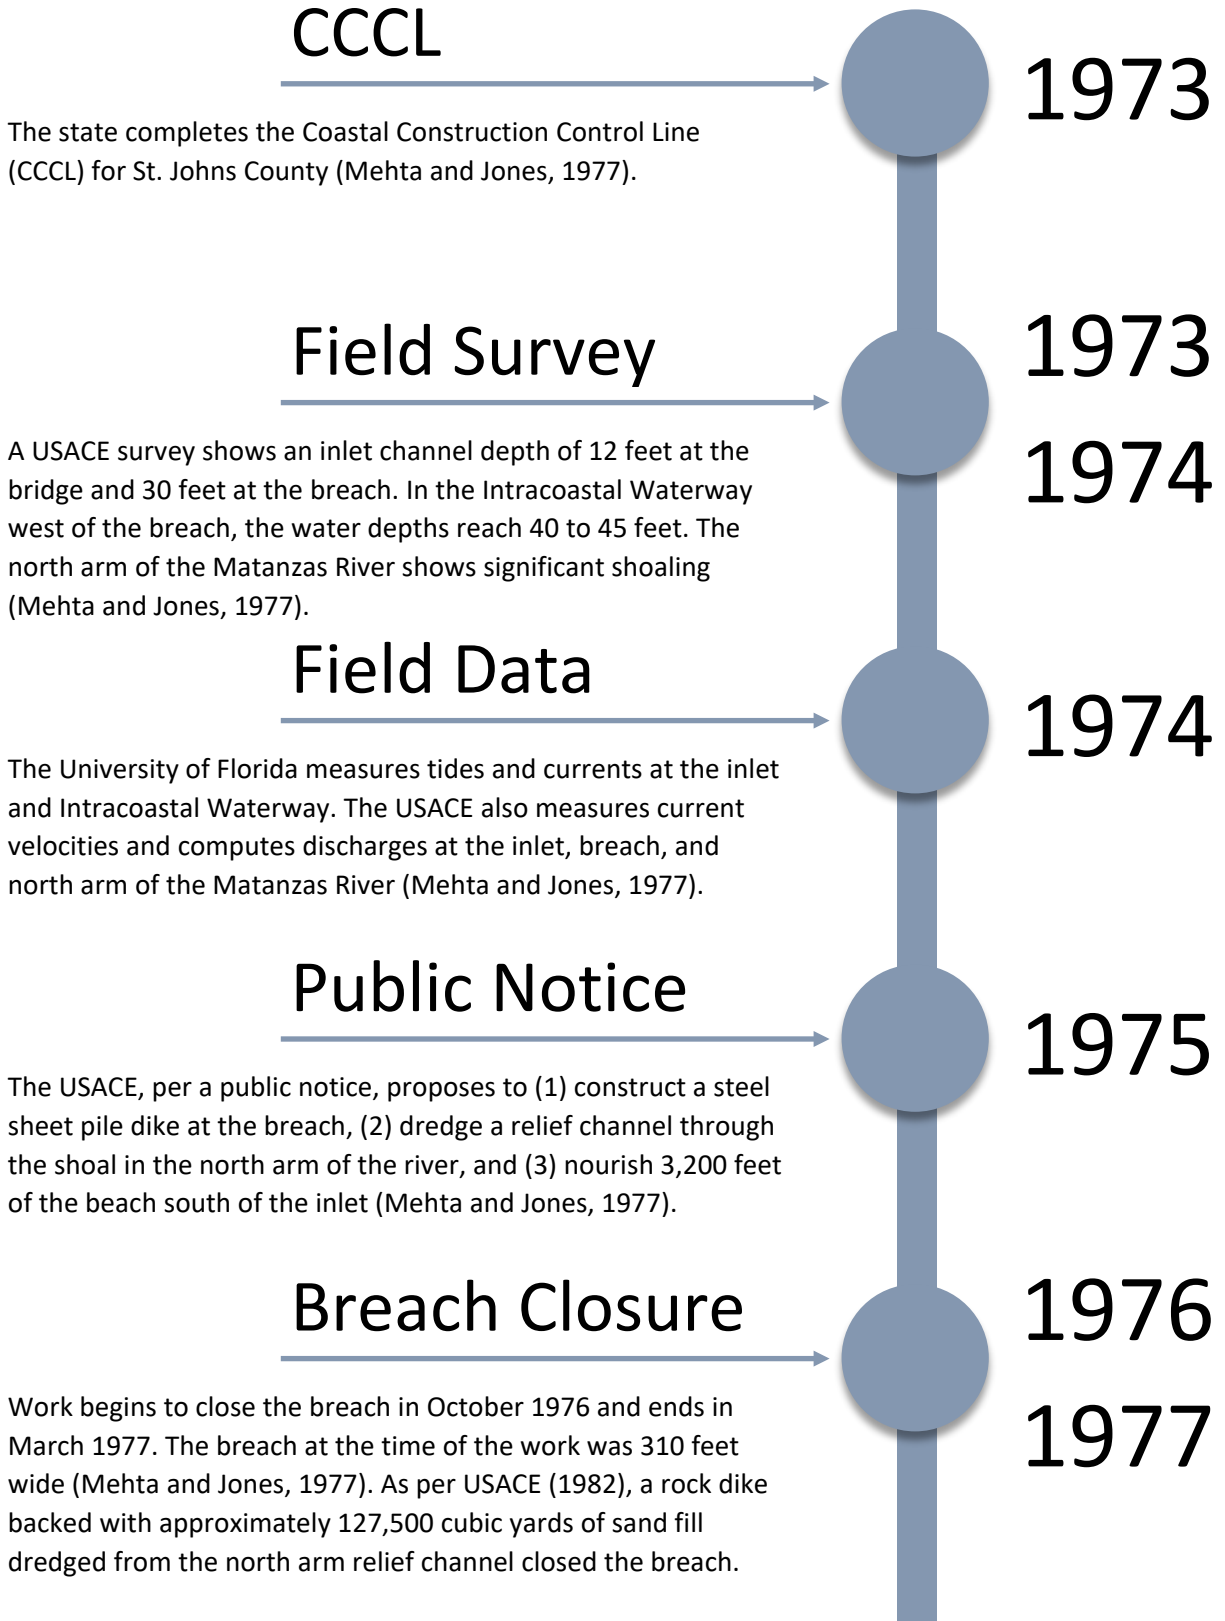 CCCL
1973
The state completes the Coastal Construction Control Line
(CCCL) for St. Johns County (Mehta and Jones, 1977).
Field Survey
1973
1974
A USACE survey shows an inlet channel depth of 12 feet at the
bridge and 30 feet at the breach. In the Intracoastal Waterway
west of the breach, the water depths reach 40 to 45 feet. The
north arm of the Matanzas River shows significant shoaling
(Mehta and Jones, 1977).
Field Data
1974
The University of Florida measures tides and currents at the inlet
and Intracoastal Waterway. The USACE also measures current
velocities and computes discharges at the inlet, breach, and
north arm of the Matanzas River (Mehta and Jones, 1977).
Public Notice
1975
The USACE, per a public notice, proposes to (1) construct a steel
sheet pile dike at the breach, (2) dredge a relief channel through
the shoal in the north arm of the river, and (3) nourish 3,200 feet
of the beach south of the inlet (Mehta and Jones, 1977).
Breach Closure
1976
1977
Work begins to close the breach in October 1976 and ends in
March 1977. The breach at the time of the work was 310 feet
wide (Mehta and Jones, 1977). As per USACE (1982), a rock dike
backed with approximately 127,500 cubic yards of sand fill
dredged from the north arm relief channel closed the breach.